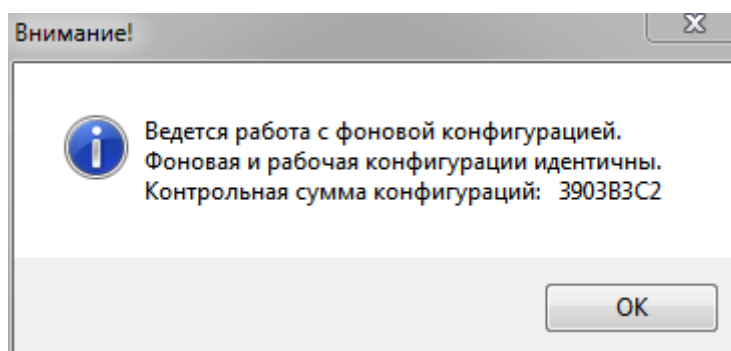 Внимание!
Ведется работа с фоновой конфигурацией.
Фоновая и рабочая конфигурации идентичны.
Контрольная сумма конфигураций: 3903B3C2
OK